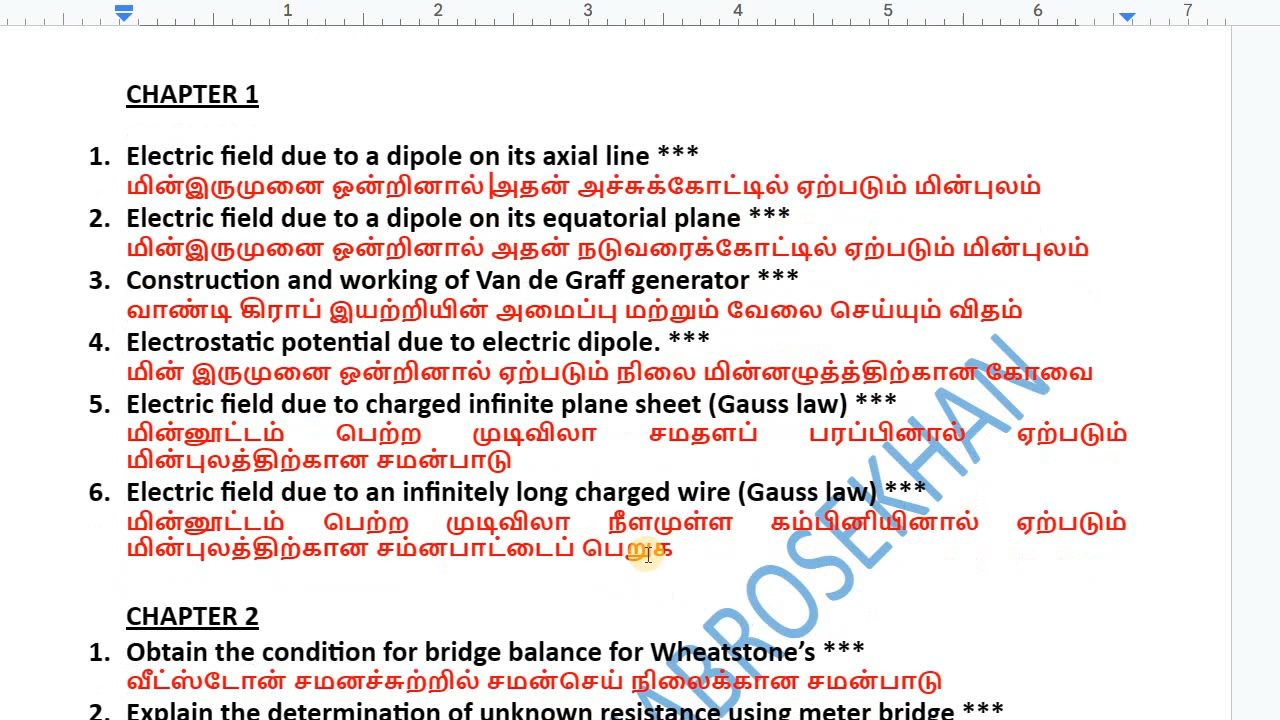 1 2 3 4 5 6 7
CHAPTER 1
1. Electric field due to a dipole on its axial line ***
மின்இருமுனை ஒன்றினால் அதன் அச்சுக்கோட்டில் ஏற்படும் மின்புலம்
2. Electric field due to a dipole on its equatorial plane ***
மின்இருமுனை ஒன்றினால் அதன் நடுவரைக்கோட்டில் ஏற்படும் மின்புலம்
3. Construction and working of Van de Graff generator ***
வாண்டி கிராப் இயற்றியின் அமைப்பு மற்றும் வேலை செய்யும் விதம்
4. Electrostatic potential due to electric dipole. ***
மின் இருமுனை ஒன்றினால் ஏற்படும் நிலை மின்னழுத்த்திற்கான கோவை
5. Electric field due to charged infinite plane sheet (Gauss law) ***
மின்னூட்டம் பெற்ற முடிவிலா சமதளப் பரப்பினால் ஏற்படும்
மின்புலத்திற்கான சமன்பாடு
6. Electric field due to an infinitely long charged wire (Gauss law) ***
மின்னூட்டம் பெற்ற முடிவிலா நீளமுள்ள கம்பினியினால் ஏற்படும்
மின்புலத்திற்கான சம்னபாட்டைப் பெறுக
CHAPTER 2
1. Obtain the condition for bridge balance for Wheatstone’s ***
வீட்ஸ்டோன் சமனச்சுற்றில் சமன்செய் நிலைக்கான சமன்பாடு
2. Explain the determination of unknown resistance using meter bridge ***
ABROSEKHAN